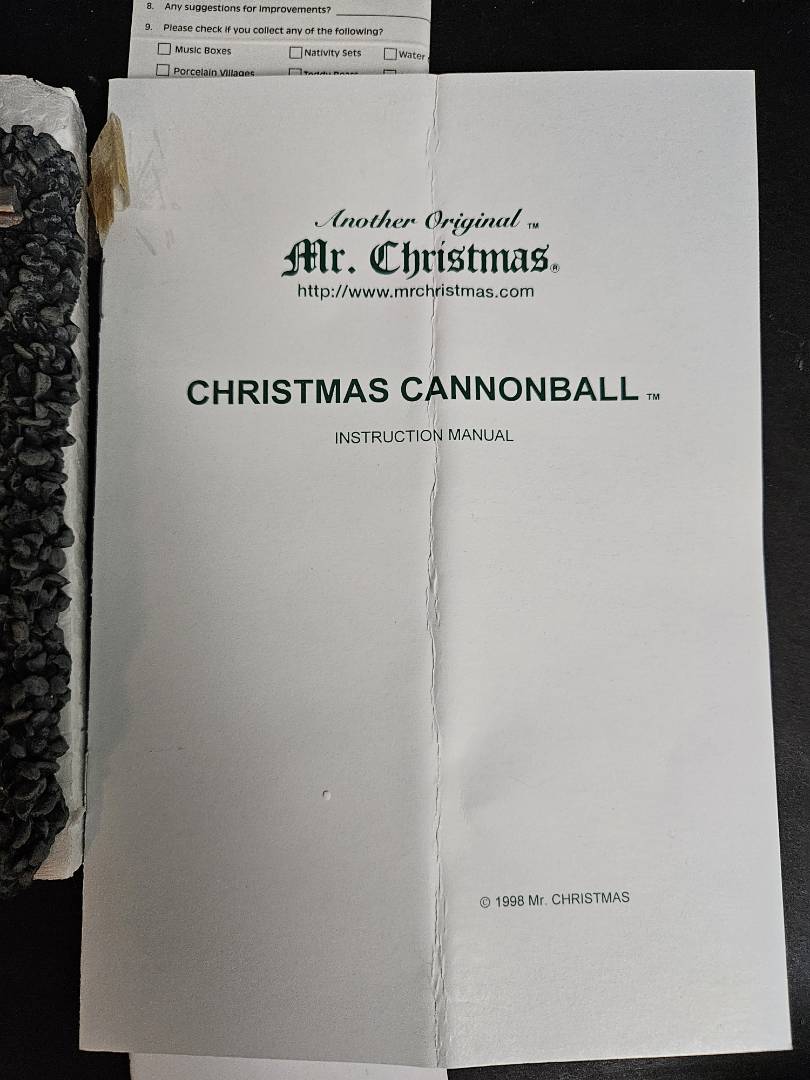 8. Any suggestions for improvements?
9. Please check if you collect any of the following?
Music Boxes Nativity Sets Water
Porcelain Villages Teddy Bears
Another Original ™
Mr. Christmas®
http://www.mrchristmas.com
CHRISTMAS CANNONBALL ™
INSTRUCTION MANUAL
© 1998 Mr. CHRISTMAS